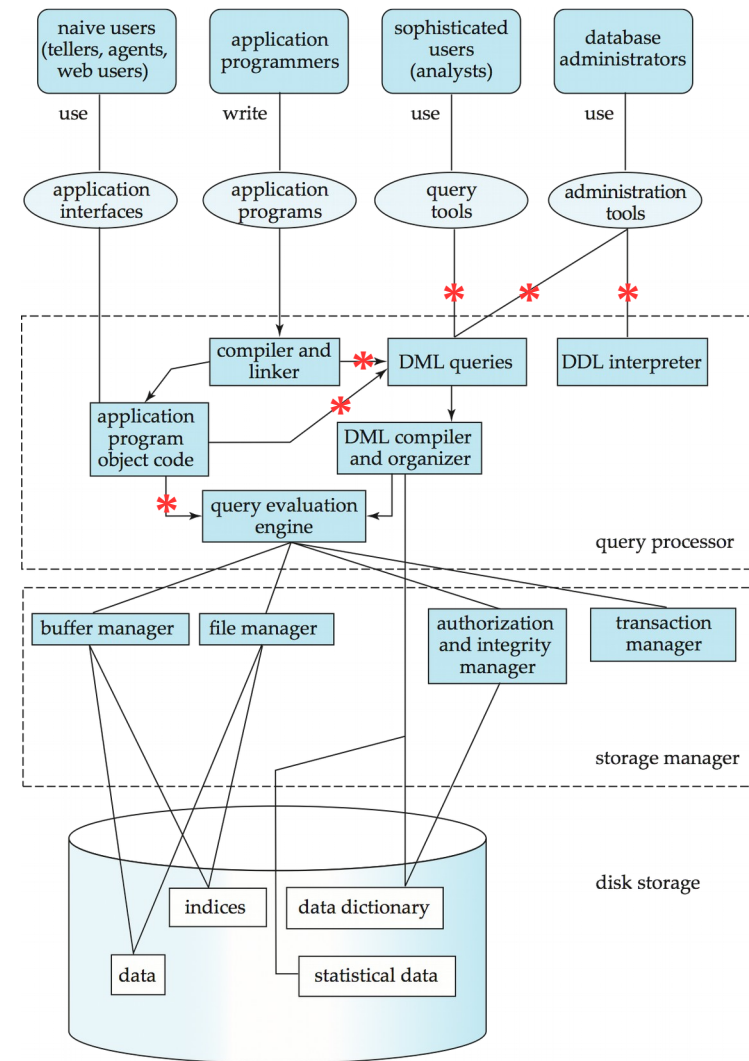 naive users
(tellers, agents,
web users)
application
programmers
sophisticated
users
(analysts)
database
administrators
use
write
use
use
application
interfaces
application
programs
query
tools
administration
tools
compiler and
linker
DML queries
DDL interpreter
application
program
object code
DML compiler
and organizer
query evaluation
engine
query processor
buffer manager
file manager
authorization
and integrity
manager
transaction
manager
storage manager
disk storage
indices
data dictionary
data
statistical data